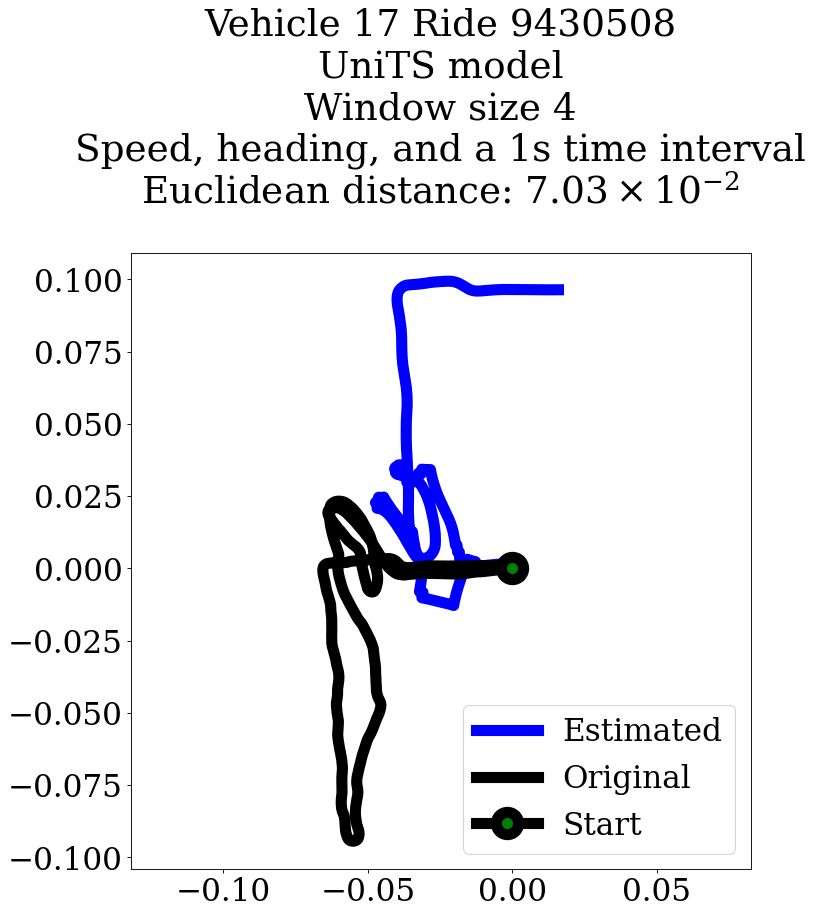 Vehicle 17 Ride 9430508
UniTS model
Window size 4
Speed, heading, and a 1s time interval
Euclidean distance: 7.03 × 10⁻²
0.100
0.075
0.050
0.025
0.000
−0.025
−0.050
−0.075
−0.100
−0.10 −0.05 0.00 0.05
Estimated
Original
Start